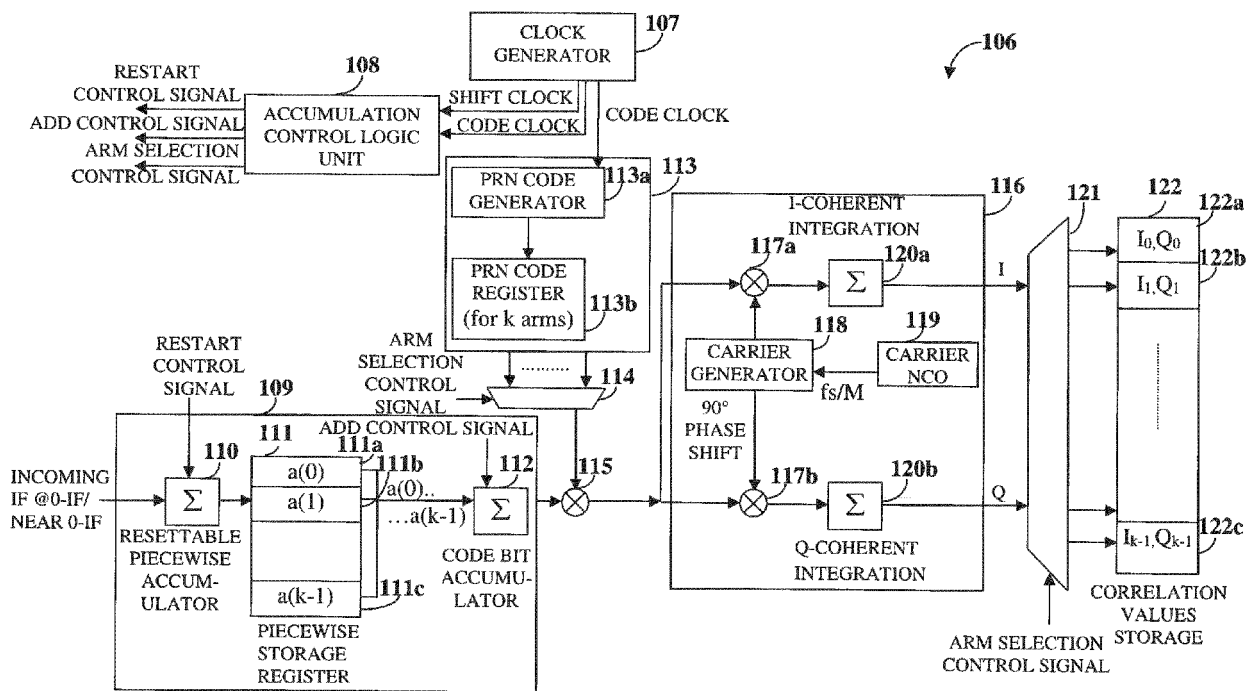 107
CLOCK
GENERATOR
106
108
RESTART
CONTROL SIGNAL
ADD CONTROL SIGNAL
ARM
SELECTION
CONTROL SIGNAL
ACCUMULATION
CONTROL LOGIC
UNIT
SHIFT CLOCK
CODE CLOCK
CODE CLOCK
113a
113
PRN CODE
GENERATOR
PRN CODE
REGISTER
(for k arms)
113b
116
I-COHERENT
INTEGRATION
117a
120a
Σ
I
118
119
CARRIER
GENERATOR
CARRIER
NCO
fs/M
90°
PHASE
SHIFT
117b
120b
Σ
Q
Q-COHERENT
INTEGRATION
121
122
122a
I0,Q0
122b
I1,Q1
Ik-1,Qk-1
122c
CORRELATION
VALUES
STORAGE
ARM SELECTION
CONTROL SIGNAL
ARM
SELECTION
CONTROL
SIGNAL
..........
114
RESTART
CONTROL
SIGNAL
109
ADD CONTROL SIGNAL
110
111
111a
111b
112
115
INCOMING
IF @0-IF/
NEAR 0-IF
Σ
a(0)
a(1)
a(k-1)
a(0)..
...a(k-1)
Σ
RESETTABLE
PIECEWISE
ACCUM-
ULATOR
111c
CODE BIT
ACCUMU-
LATOR
PIECEWISE
STORAGE
REGISTER